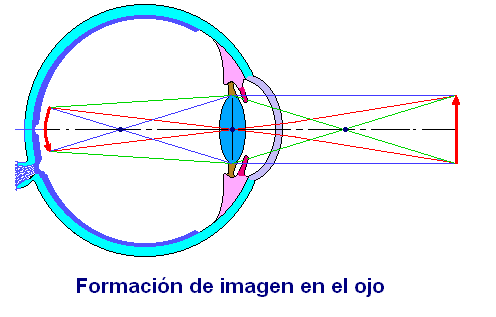 Formación de imagen en el ojo